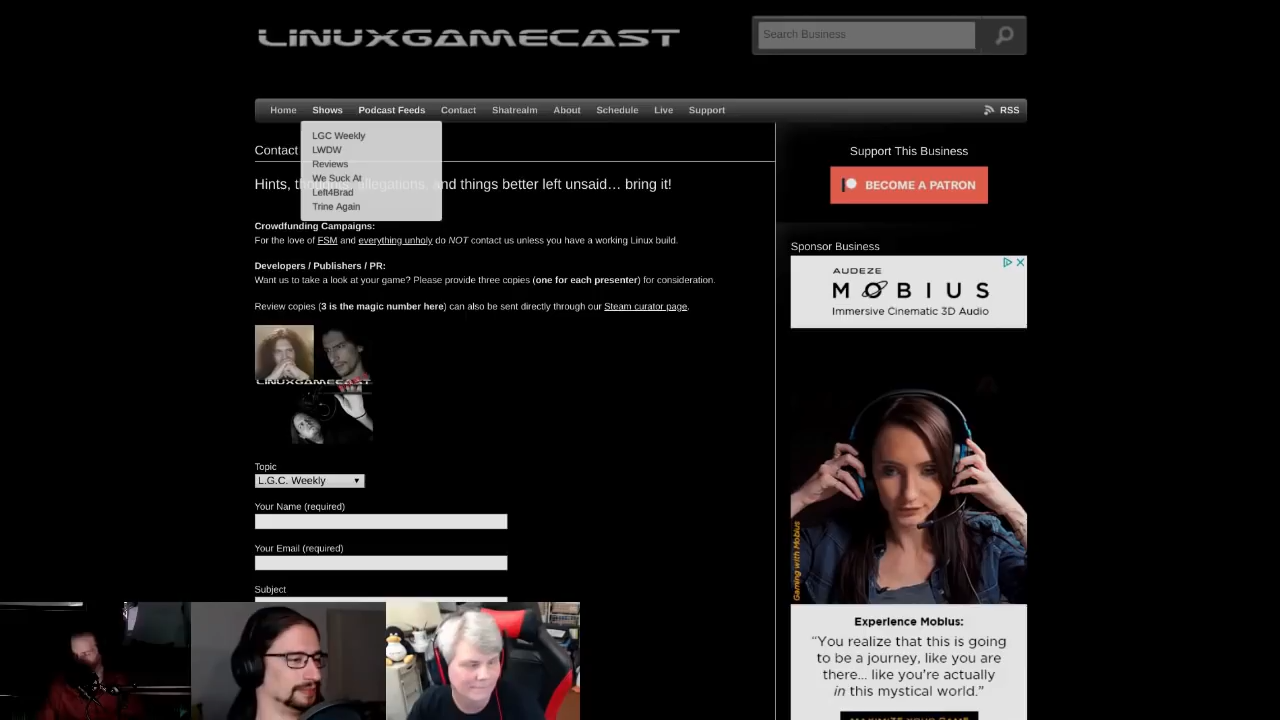 LINUXGAMECAST
Search Business
Home Shows Podcast Feeds Contact Shatrealm About Schedule Live Support RSS
LGC Weekly
LWDW
Reviews
We Suck At
Left4Brad
Trine Again
Contact
Hints, thoughts, allegations, and things better left unsaid… bring it!
Crowdfunding Campaigns:
For the love of FSM and everything unholy do NOT contact us unless you have a working Linux build.
Developers / Publishers / PR:
Want us to take a look at your game? Please provide three copies (one for each presenter) for consideration.
Review copies (3 is the magic number here) can also be sent directly through our Steam curator page.
LINUXGAMECAST
Topic
L.G.C. Weekly
Your Name (required)
Your Email (required)
Subject
Support This Business
BECOME A PATRON
Sponsor Business
AUDEZE
MOBIUS
Immersive Cinematic 3D Audio
Gaming with Mobius
Experience Mobius:
“You realize that this is going
to be a journey, like you are
there... like you’re actually
in this mystical world.”
MAXIMIZE YOUR GAME